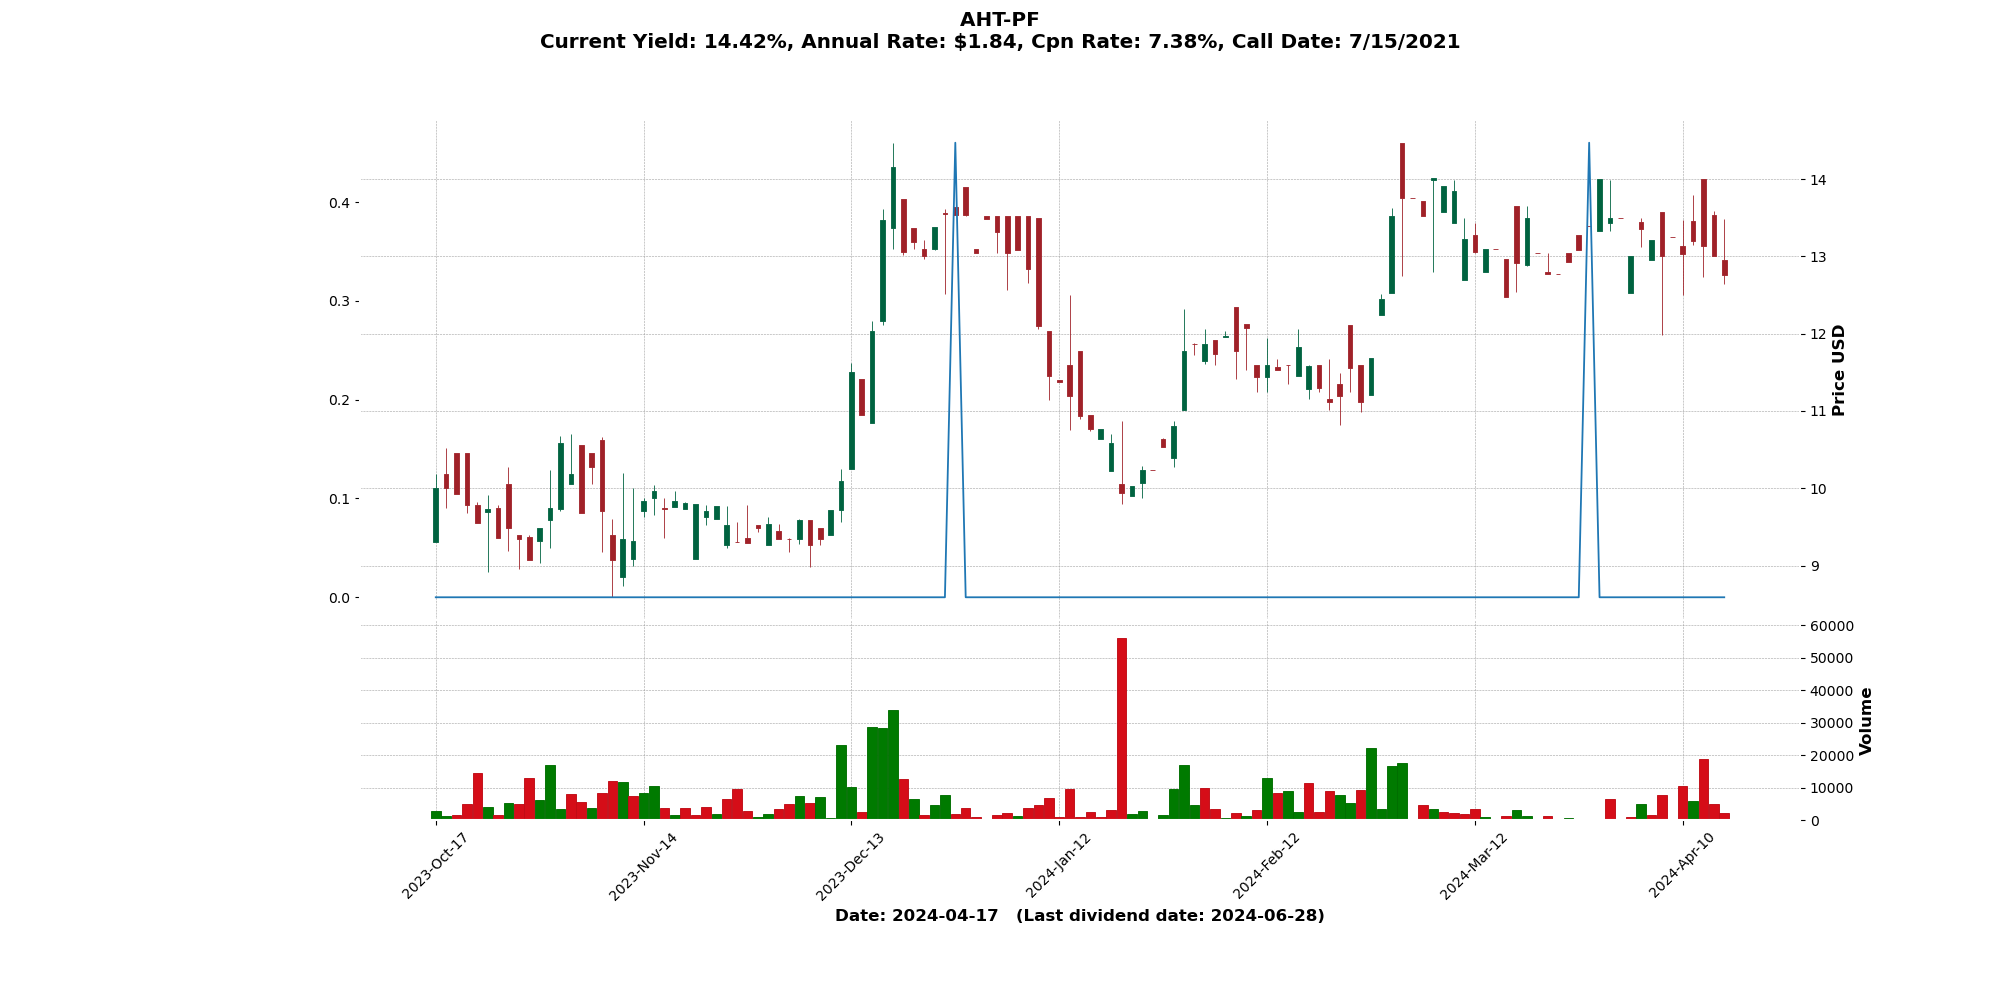 AHT-PF
Current Yield: 14.42%, Annual Rate: $1.84, Cpn Rate: 7.38%, Call Date: 7/15/2021
0.4
0.3
0.2
0.1
0.0
14
13
12
11
10
9
Price USD
60000
50000
40000
30000
20000
10000
0
Volume
2023-Oct-17
2023-Nov-14
2023-Dec-13
2024-Jan-12
2024-Feb-12
2024-Mar-12
2024-Apr-10
Date: 2024-04-17   (Last dividend date: 2024-06-28)